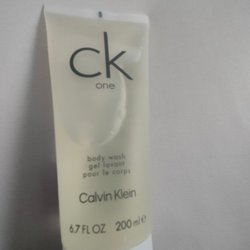 ck
one
body wash
gel lavant
pour le corps
Calvin Klein
6.7 FL OZ 200 ml ℮